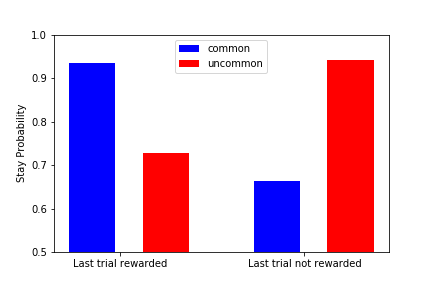 1.0
common
uncommon
0.9
0.8
0.7
0.6
0.5
Stay Probability
Last trial rewarded
Last trial not rewarded